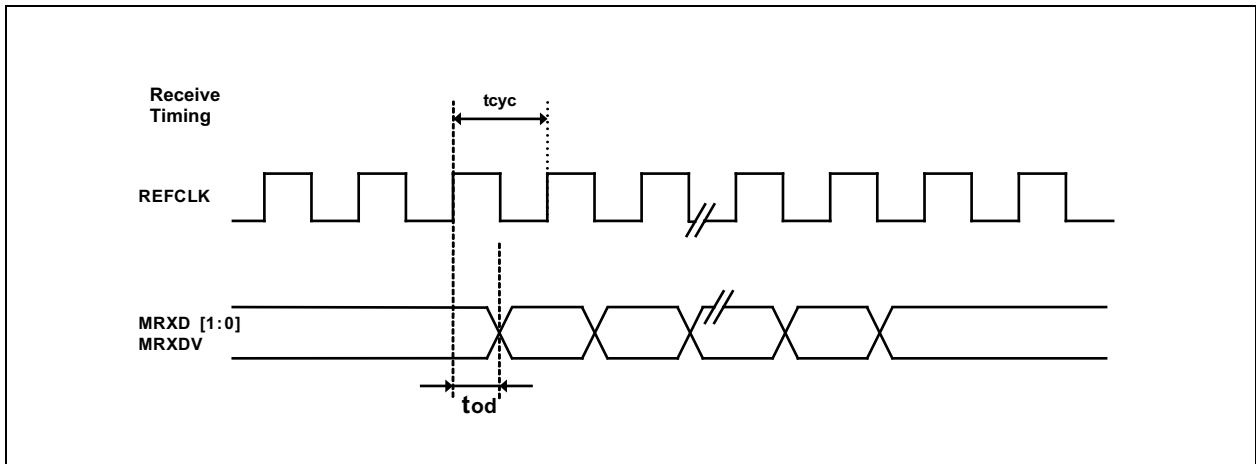 Receive
Timing
tcyc
REFCLK
MRXD [1:0]
MRXDV
tod